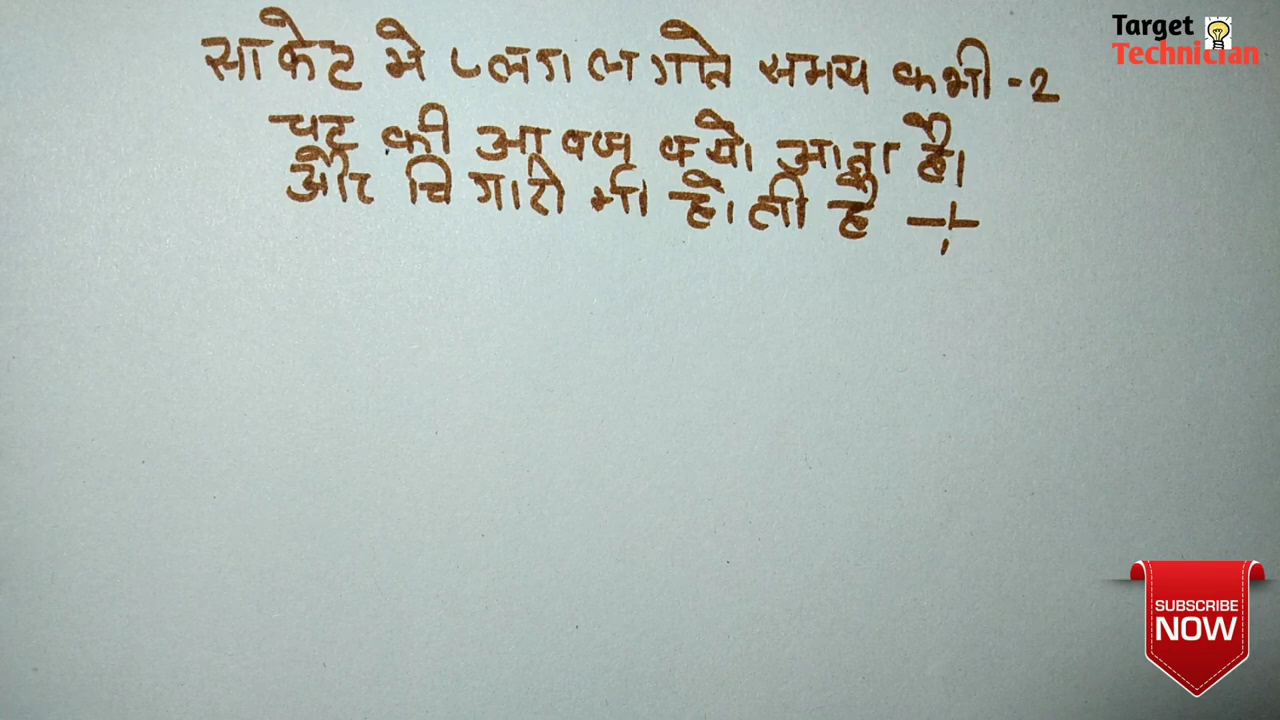 साकेट मे प्लग लगाते समय कभी-2
Target
Technician
चट की आवाज क्यो आता है।
और चिगारी भी होती है ÷
SUBSCRIBE
NOW